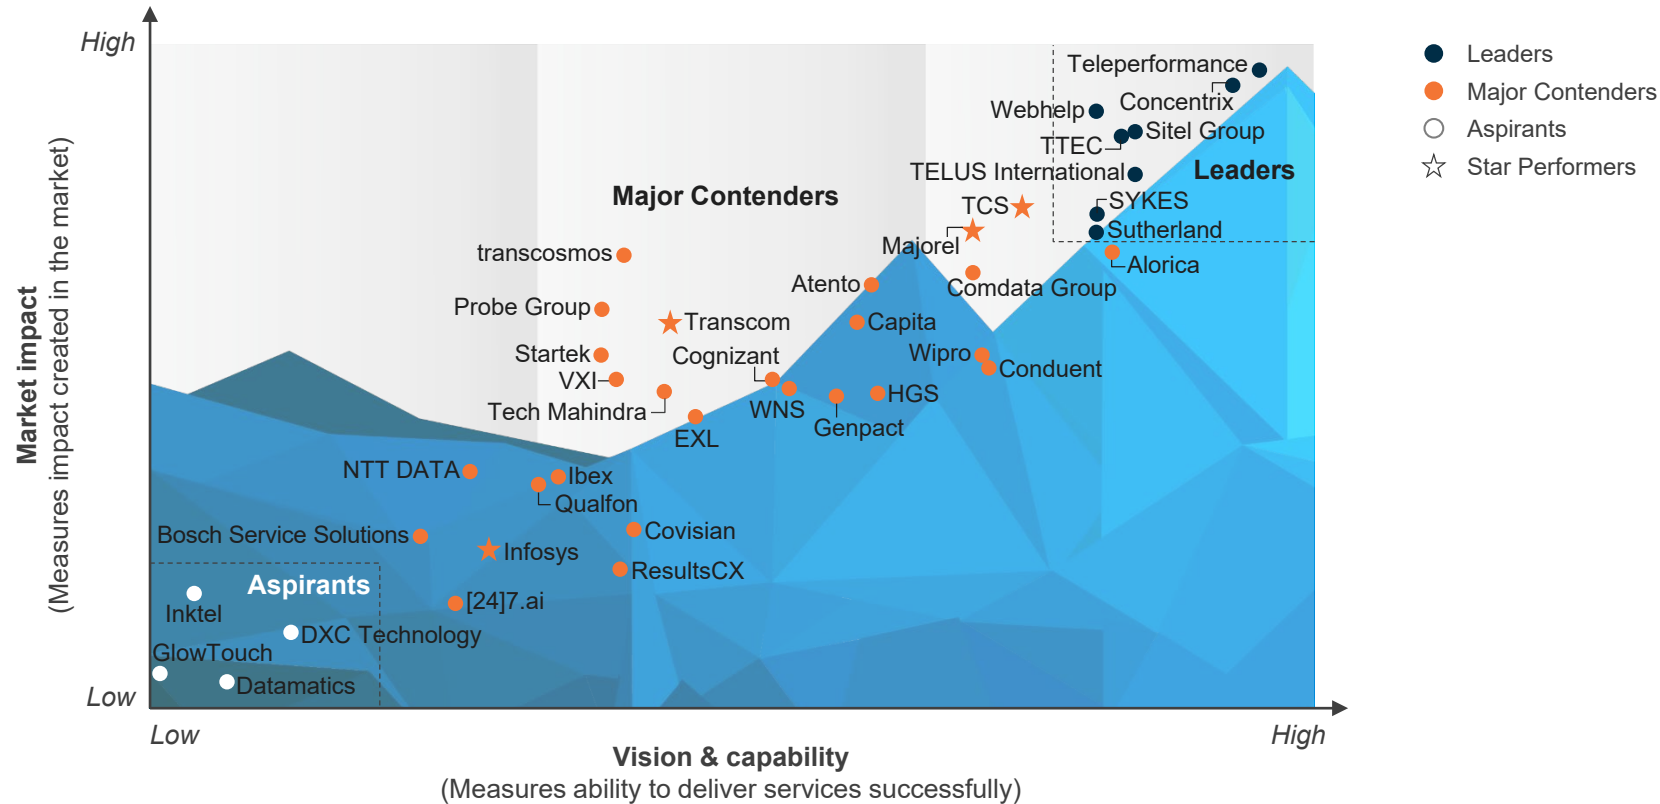 High
Leaders
Major Contenders
Aspirants
Star Performers
Teleperformance
Concentrix
Webhelp
Sitel Group
TTEC
TELUS International
Leaders
SYKES
TCS
Sutherland
Majorel
Alorica
Comdata Group
Major Contenders
transcosmos
Atento
Probe Group
Transcom
Capita
Startek
Cognizant
Wipro
VXI
Conduent
Tech Mahindra
WNS
HGS
Genpact
EXL
NTT DATA
Ibex
Qualfon
Bosch Service Solutions
Covisian
Infosys
ResultsCX
Aspirants
[24]7.ai
Inktel
DXC Technology
GlowTouch
Datamatics
Market impact
(Measures impact created in the market)
Low
Low
High
Vision & capability
(Measures ability to deliver services successfully)